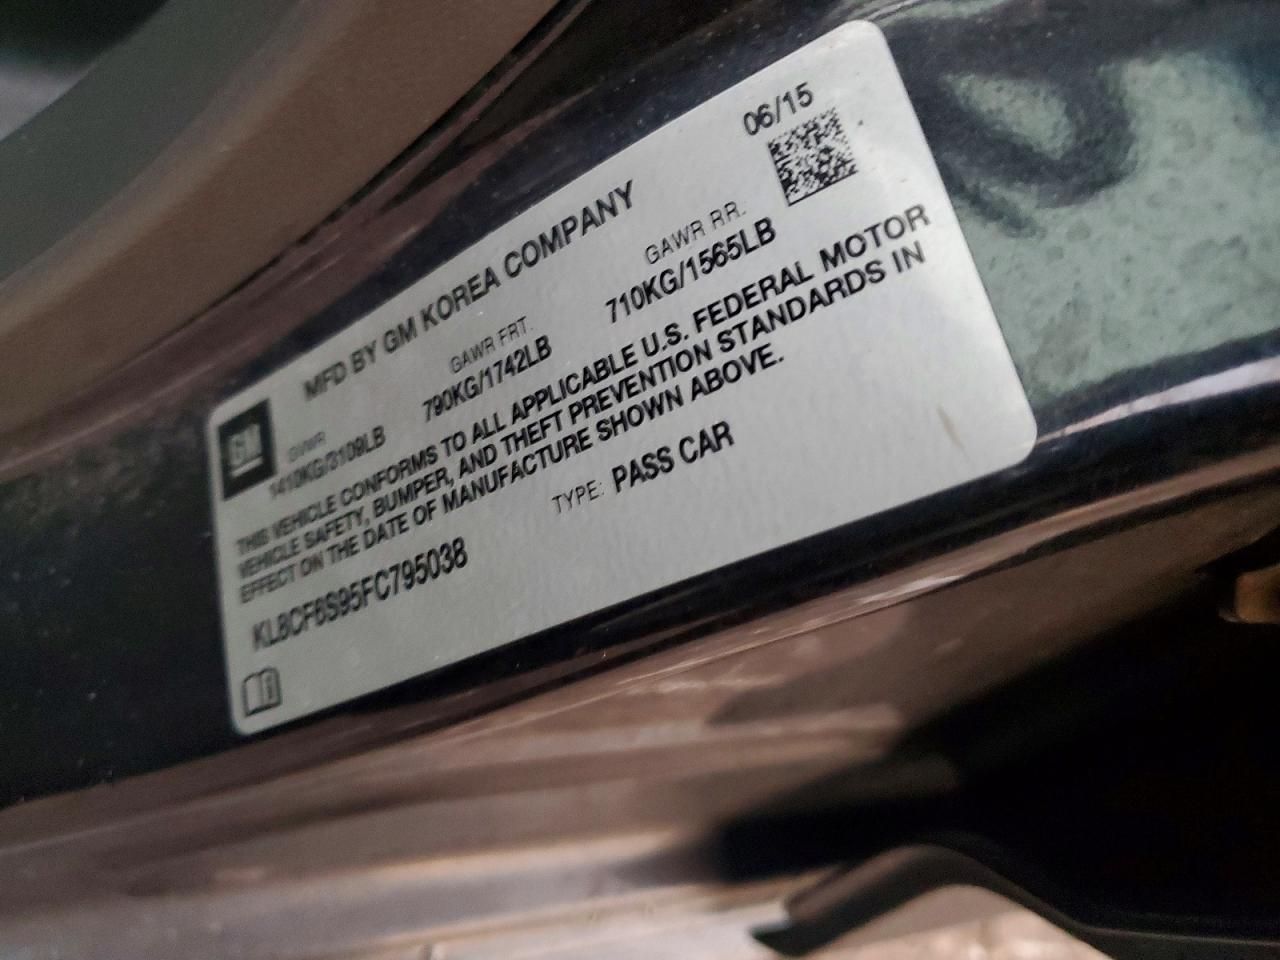 06/15
MFD BY GM KOREA COMPANY
GM
GVWR GAWR FRT. GAWR RR.
1410KG/3109LB 790KG/1742LB 710KG/1565LB
THIS VEHICLE CONFORMS TO ALL APPLICABLE U.S. FEDERAL MOTOR
VEHICLE SAFETY, BUMPER, AND THEFT PREVENTION STANDARDS IN
EFFECT ON THE DATE OF MANUFACTURE SHOWN ABOVE.
KL8CF6S95FC795038 TYPE: PASS CAR